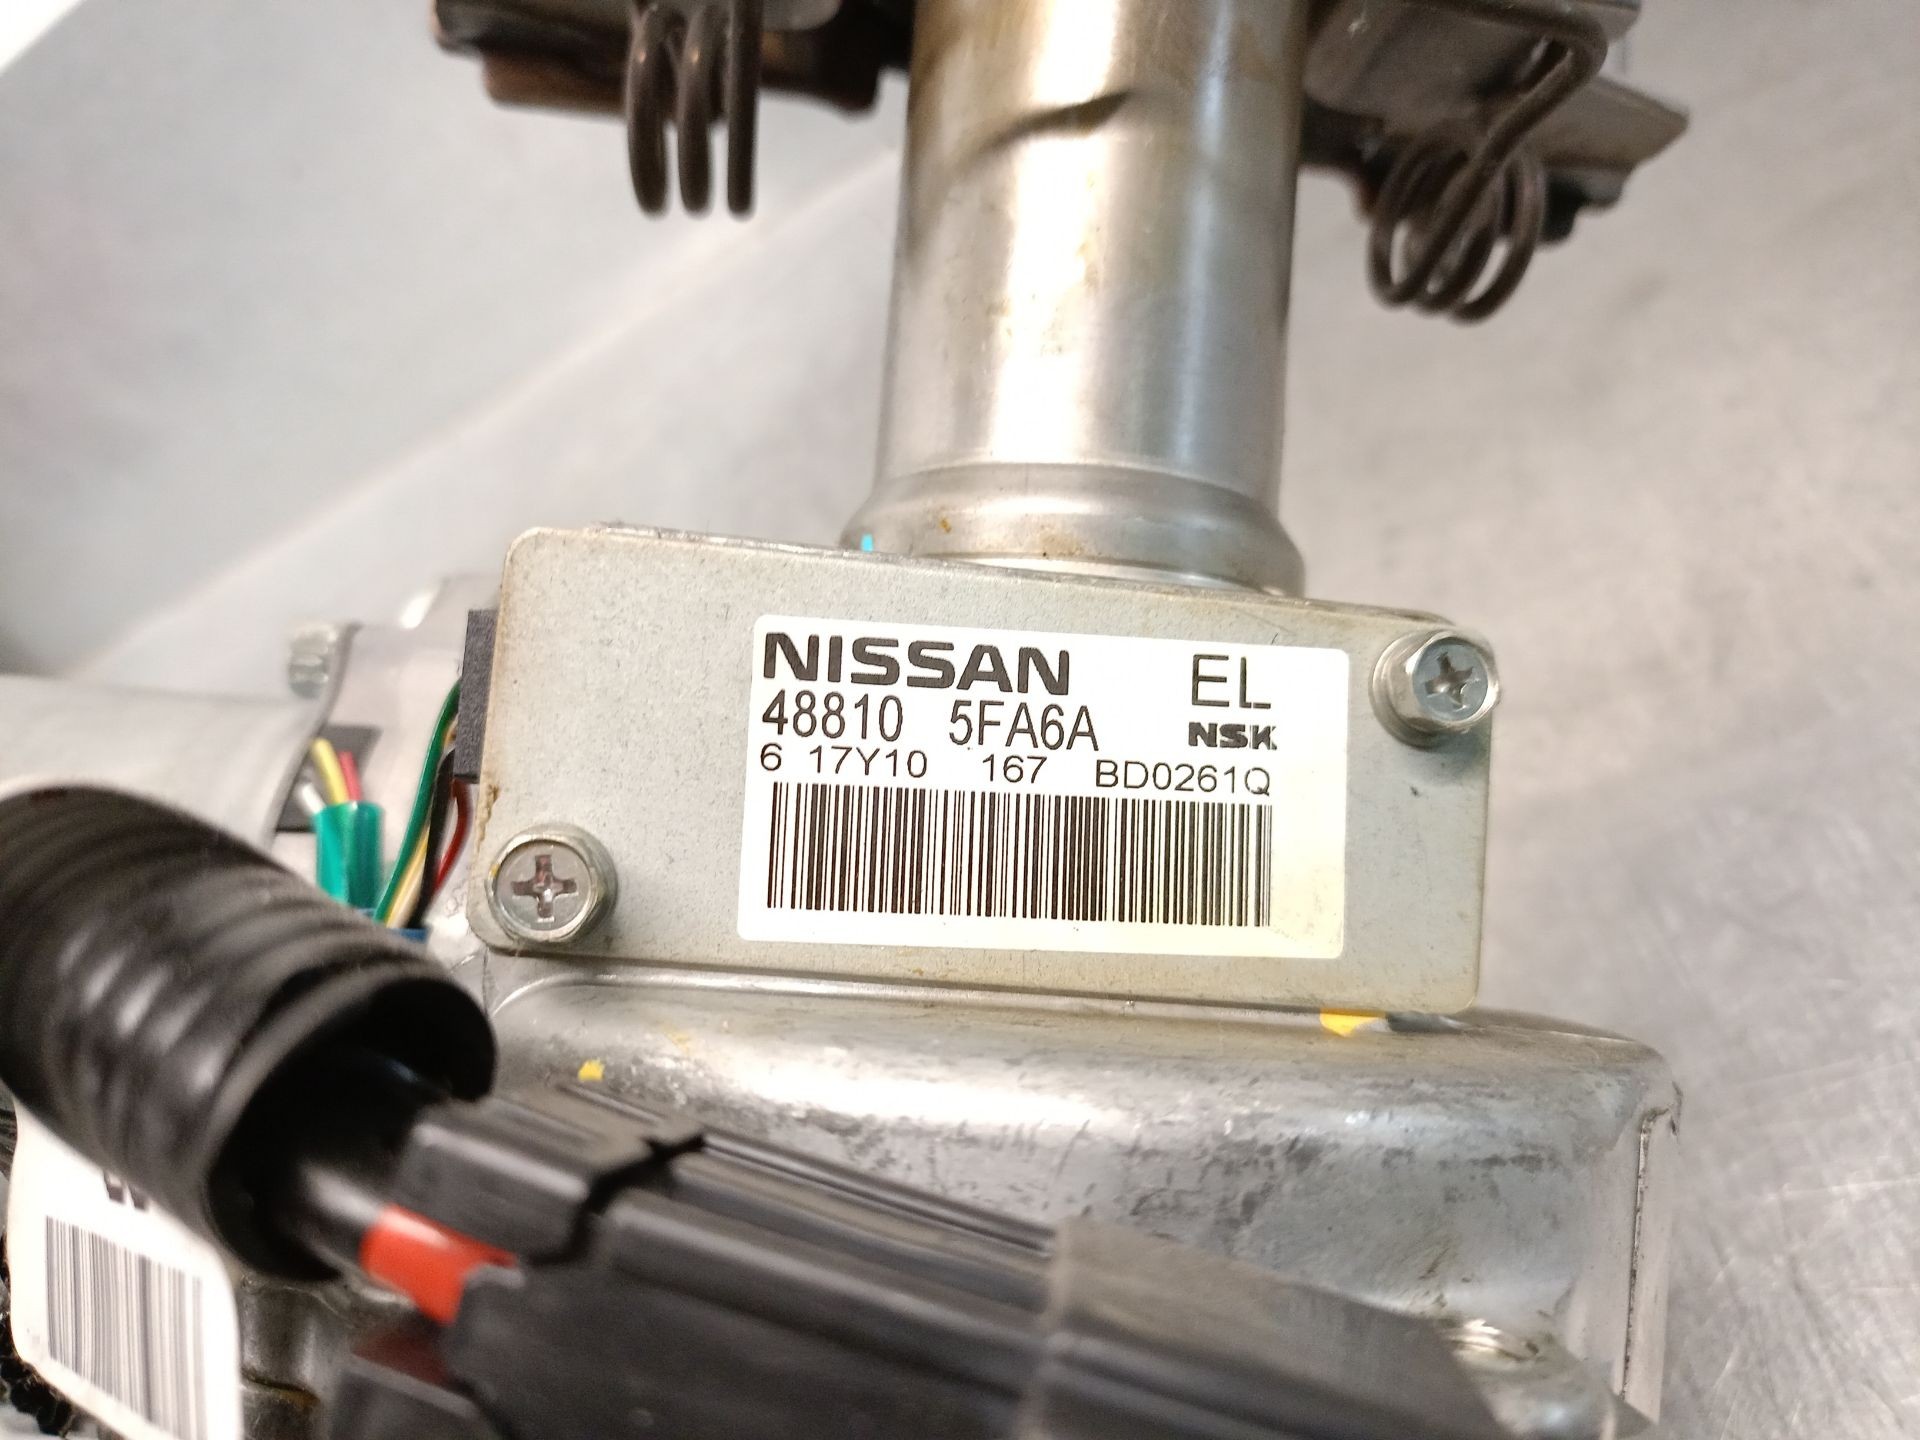 NISSAN EL
48810 5FA6A NSK
6 17Y10 167 BD0261Q